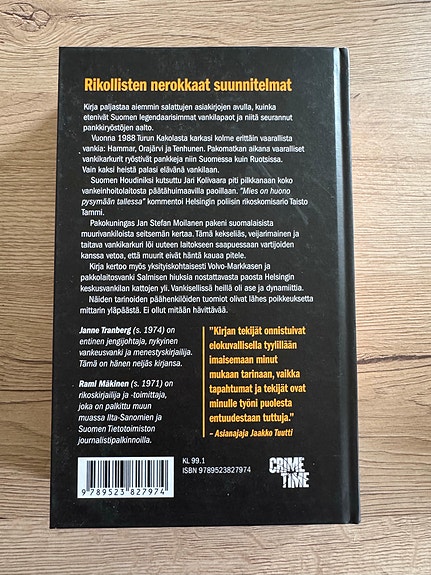 Rikollisten nerokkaat suunnitelmat
Kirja paljastaa aiemmin salattujen asiakirjojen avulla, kuinka
etenivät Suomen legendaarisimmat vankilapaot ja niitä seurannut
pankkiryöstöjen aalto.
Vuonna 1988 Turun Kakolasta karkasi kolme erittäin vaarallista
vankia: Hammar, Orajärvi ja Tenhunen. Pakomatkan aikana vaaralliset
vankikarkurit ryöstivät pankkeja niin Suomessa kuin Ruotsissa.
Vain kaksi heistä palasi elävänä vankilaan.
Suomen Houdiniksi kutsuttu Jari Kolivaara piti pilkkanaan koko
vankeinhoitolaitosta päätähuimaavilla paoillaan. "Mies on huono
pysymään tallessa" kommentoi Helsingin poliisin rikoskomisario Taisto
Tammi.
Pakokuningas Jan Stefan Moilanen pakeni suomalaisista
muurivankiloista seitsemän kertaa. Tämä kekseliäs, veijarimainen ja
taitava vankikarkuri löi uuteen laitokseen saapuessaan vartijoiden
kanssa vetoa, että muurit eivät häntä kauaa pitele.
Kirja kertoo myös yksityiskohtaisesti Volvo-Markkasen ja
pakkolaitosvanki Salmisen hiuksia nostattavasta paosta Helsingin
keskusvankilan kattojen yli. Vankisellissä heillä oli ase ja dynamiittia.
Näiden tarinoiden päähenkilöiden tuomiot olivat lähes poikkeuksetta
mittarin yläpäästä. Ei ollut mitään hävittävää.
Janne Tranberg (s. 1974) on
entinen jengijohtaja, nykyinen
vankeusvanki ja menestyskirjailija.
Tämä on hänen neljäs kirjansa.
Rami Mäkinen (s. 1971) on
rikoskirjailija ja -toimittaja,
joka on palkittu muun
muassa Ilta-Sanomien ja
Suomen Tietotoimiston
journalistipalkinnoilla.
"Kirjan tekijät onnistuivat
elokuvallisella tyylillään
imaisemaan minut
mukaan tarinaan, vaikka
tapahtumat ja tekijät ovat
minulle työni puolesta
entuudestaan tuttuja."
– Asianajaja Jaakko Tuutti
KL 99.1
ISBN 9789523827974
9 789523 827974
CRIME
TIME